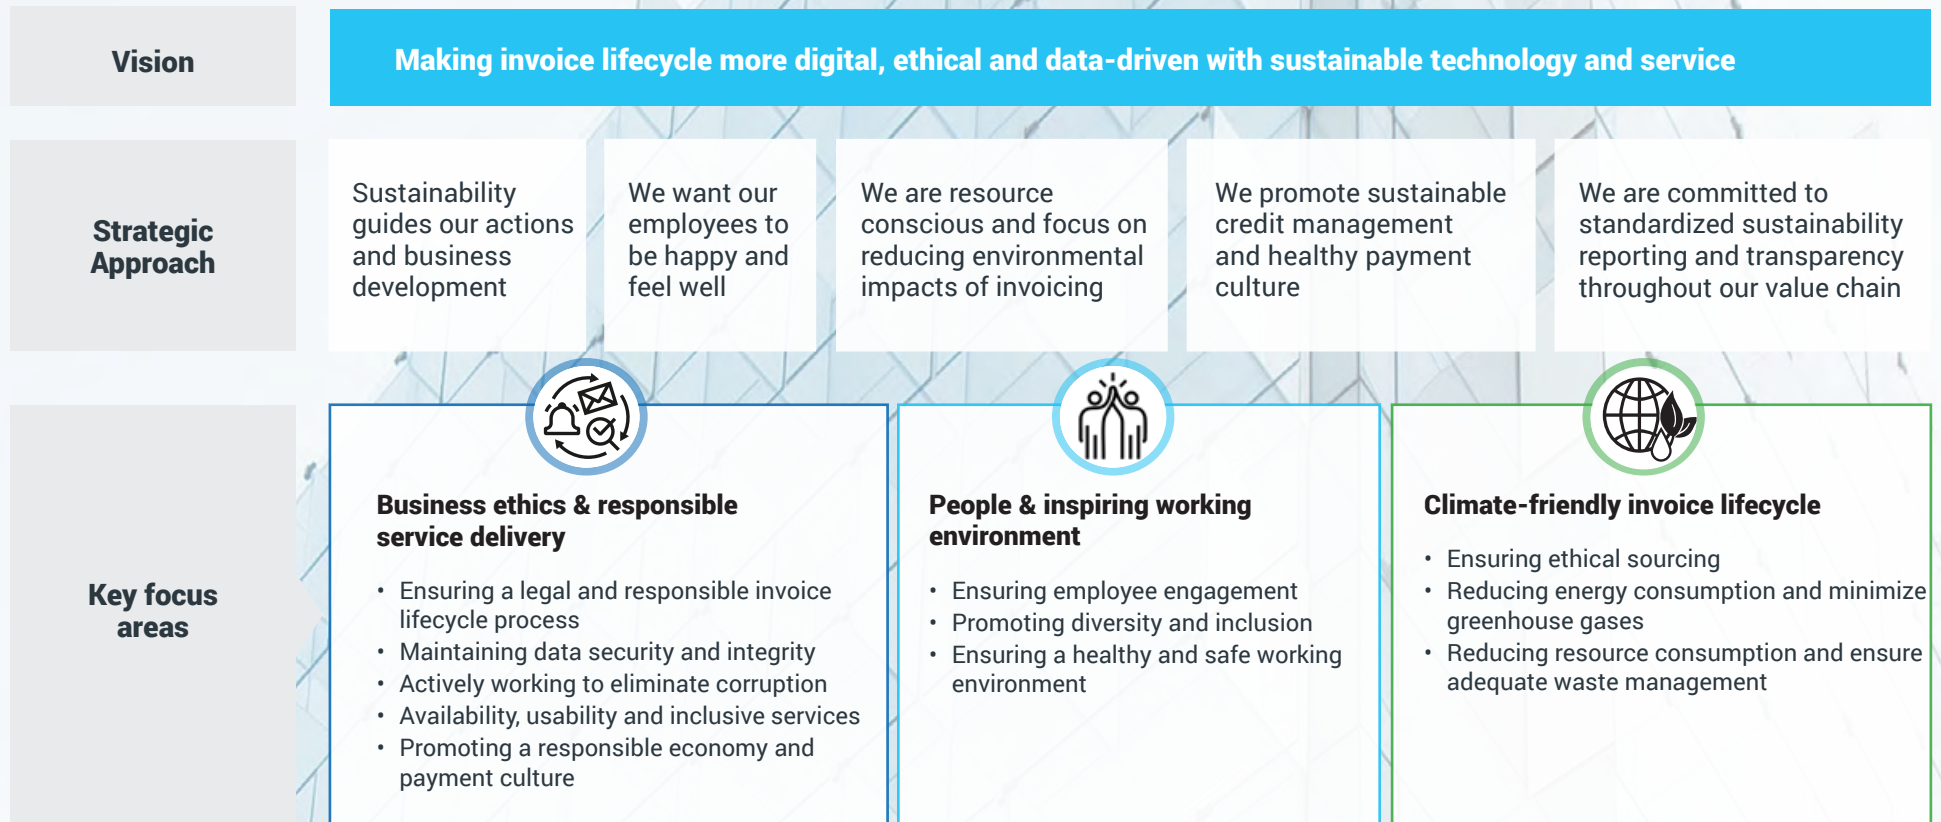 Vision
Making invoice lifecycle more digital, ethical and data-driven with sustainable technology and service
Strategic
Approach
Sustainability
guides our actions
and business
development
We want our
employees to
be happy and
feel well
We are resource
conscious and focus on
reducing environmental
impacts of invoicing
We promote sustainable
credit management
and healthy payment
culture
We are committed to
standardized sustainability
reporting and transparency
throughout our value chain
Key focus
areas
Business ethics & responsible
service delivery
• Ensuring a legal and responsible invoice
lifecycle process
• Maintaining data security and integrity
• Actively working to eliminate corruption
• Availability, usability and inclusive services
• Promoting a responsible economy and
payment culture
People & inspiring working
environment
• Ensuring employee engagement
• Promoting diversity and inclusion
• Ensuring a healthy and safe working
environment
Climate-friendly invoice lifecycle
• Ensuring ethical sourcing
• Reducing energy consumption and minimize
greenhouse gases
• Reducing resource consumption and ensure
adequate waste management